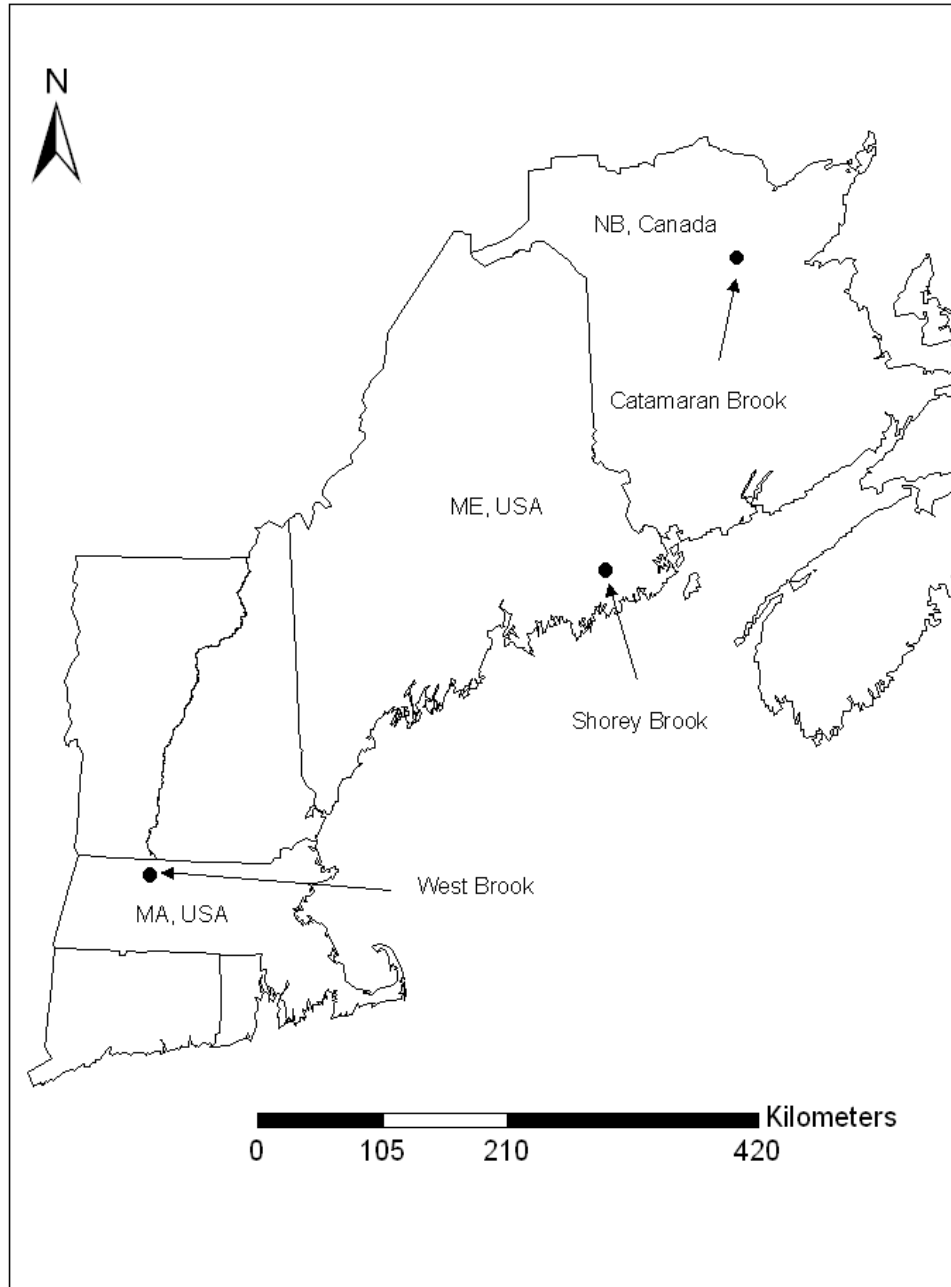 N
NB, Canada
Catamaran Brook
ME, USA
Shorey Brook
West Brook
MA, USA
Kilometers
0 105 210 420